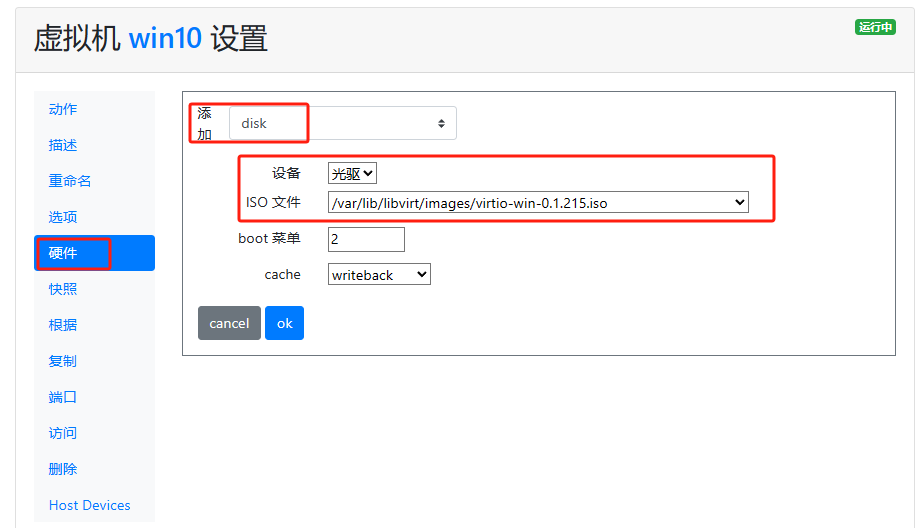 虚拟机 win10 设置
运行中
动作
描述
重命名
选项
硬件
快照
根据
复制
端口
访问
删除
Host Devices
添加
disk
设备 光驱
ISO 文件 /var/lib/libvirt/images/virtio-win-0.1.215.iso
boot 菜单 2
cache writeback
cancel ok